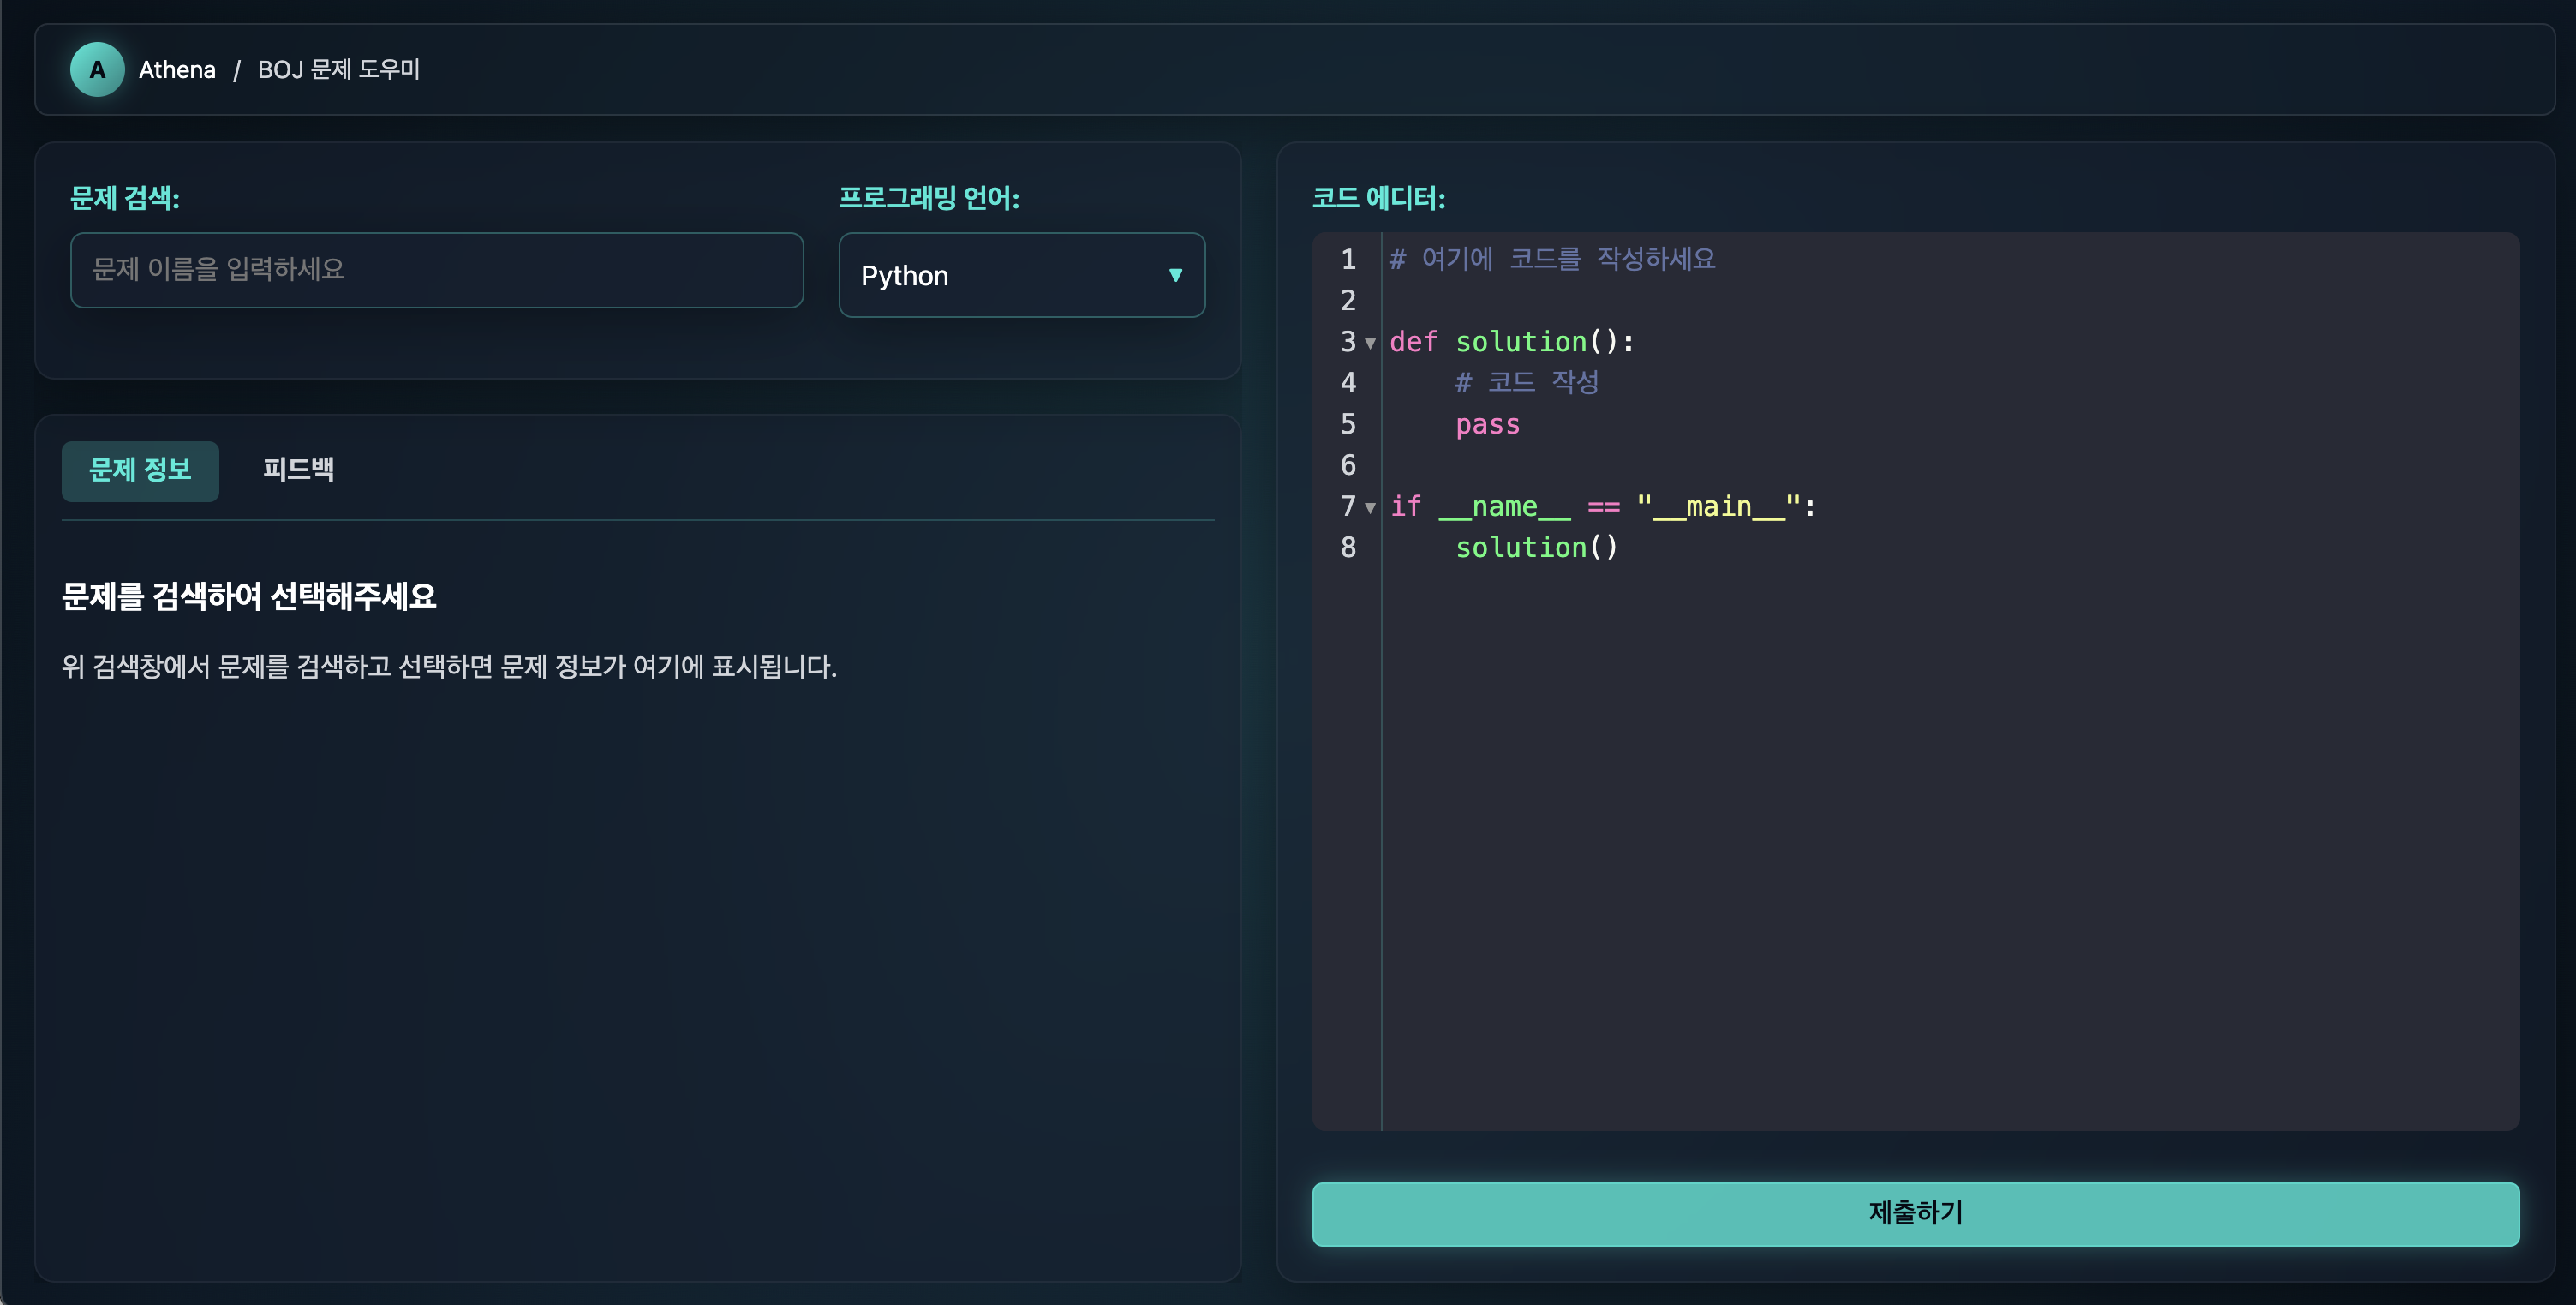 A Athena / BOJ 문제 도우미
문제 검색:
문제 이름을 입력하세요
프로그래밍 언어:
Python ▼
문제 정보 피드백
문제를 검색하여 선택해주세요
위 검색창에서 문제를 검색하고 선택하면 문제 정보가 여기에 표시됩니다.
코드 에디터:
1 # 여기에 코드를 작성하세요
2
3 def solution():
4     # 코드 작성
5     pass
6
7 if __name__ == "__main__":
8     solution()
제출하기